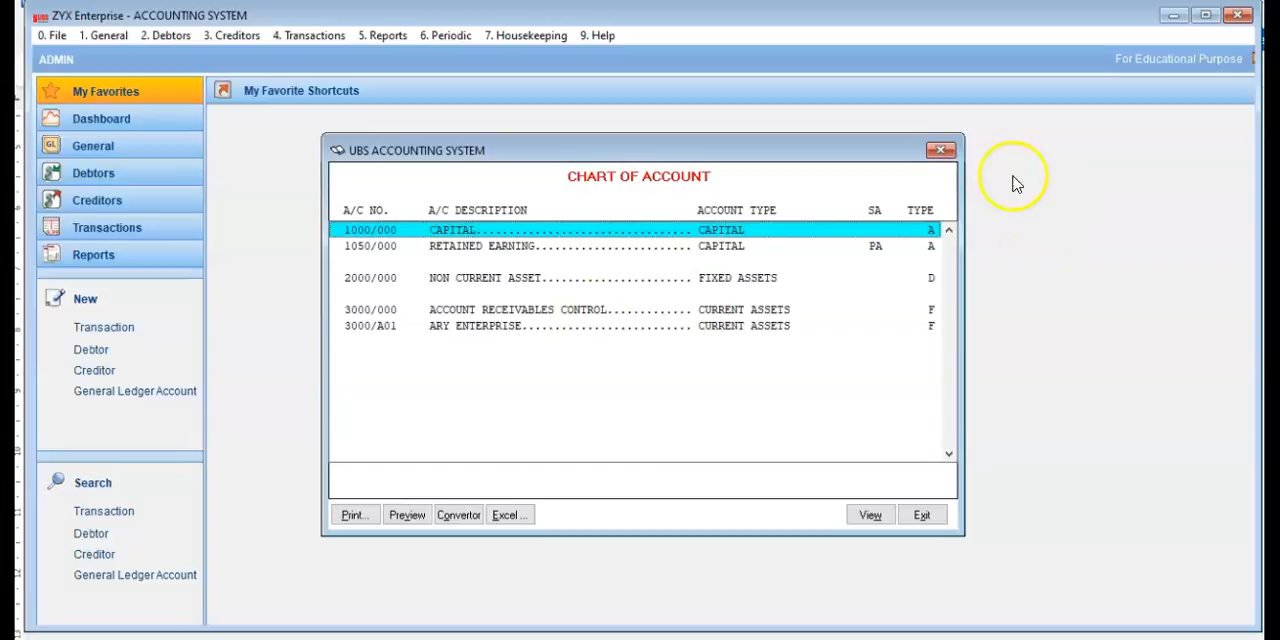 UBS ZYX Enterprise - ACCOUNTING SYSTEM
0. File 1. General 2. Debtors 3. Creditors 4. Transactions 5. Reports 6. Periodic 7. Housekeeping 9. Help
ADMIN For Educational Purpose
My Favorites
Dashboard
GL General
Debtors
Creditors
Transactions
Reports
New
Transaction
Debtor
Creditor
General Ledger Account
Search
Transaction
Debtor
Creditor
General Ledger Account
My Favorite Shortcuts
UBS ACCOUNTING SYSTEM
CHART OF ACCOUNT
A/C NO. A/C DESCRIPTION ACCOUNT TYPE SA TYPE
1000/000 CAPITAL........................................ CAPITAL A
1050/000 RETAINED EARNING............................. CAPITAL PA A
2000/000 NON CURRENT ASSET............................ FIXED ASSETS D
3000/000 ACCOUNT RECEIVABLES CONTROL................ CURRENT ASSETS F
3000/A01 ARY ENTERPRISE................................ CURRENT ASSETS F
Print... Preview Convertor Excel ... View Exit